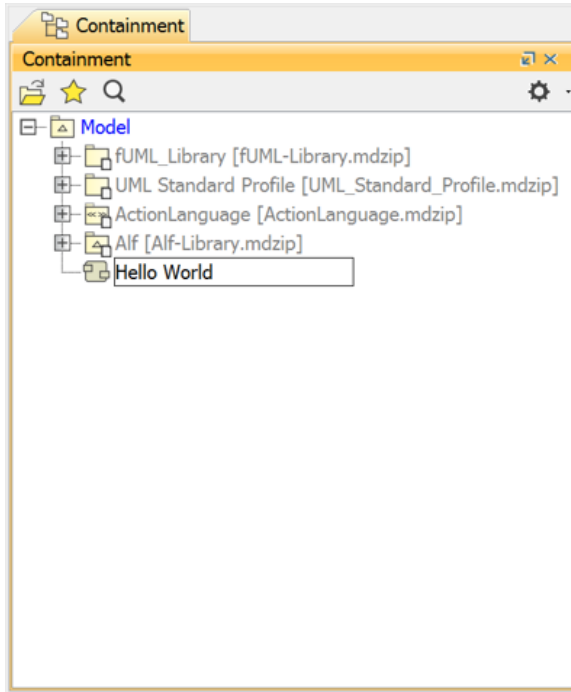 Containment
Containment
Model
fUML_Library [fUML-Library.mdzip]
UML Standard Profile [UML_Standard_Profile.mdzip]
ActionLanguage [ActionLanguage.mdzip]
Alf [Alf-Library.mdzip]
Hello World